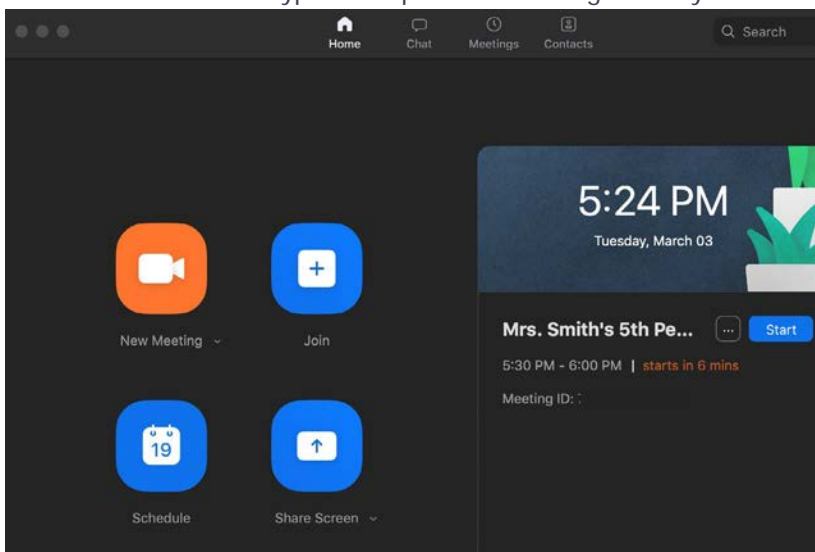 Home
Chat
Meetings
Contacts
Search
5:24 PM
Tuesday, March 03
New Meeting
Join
Mrs. Smith's 5th Pe...
...
Start
5:30 PM - 6:00 PM | starts in 6 mins
Meeting ID:
19
Schedule
Share Screen